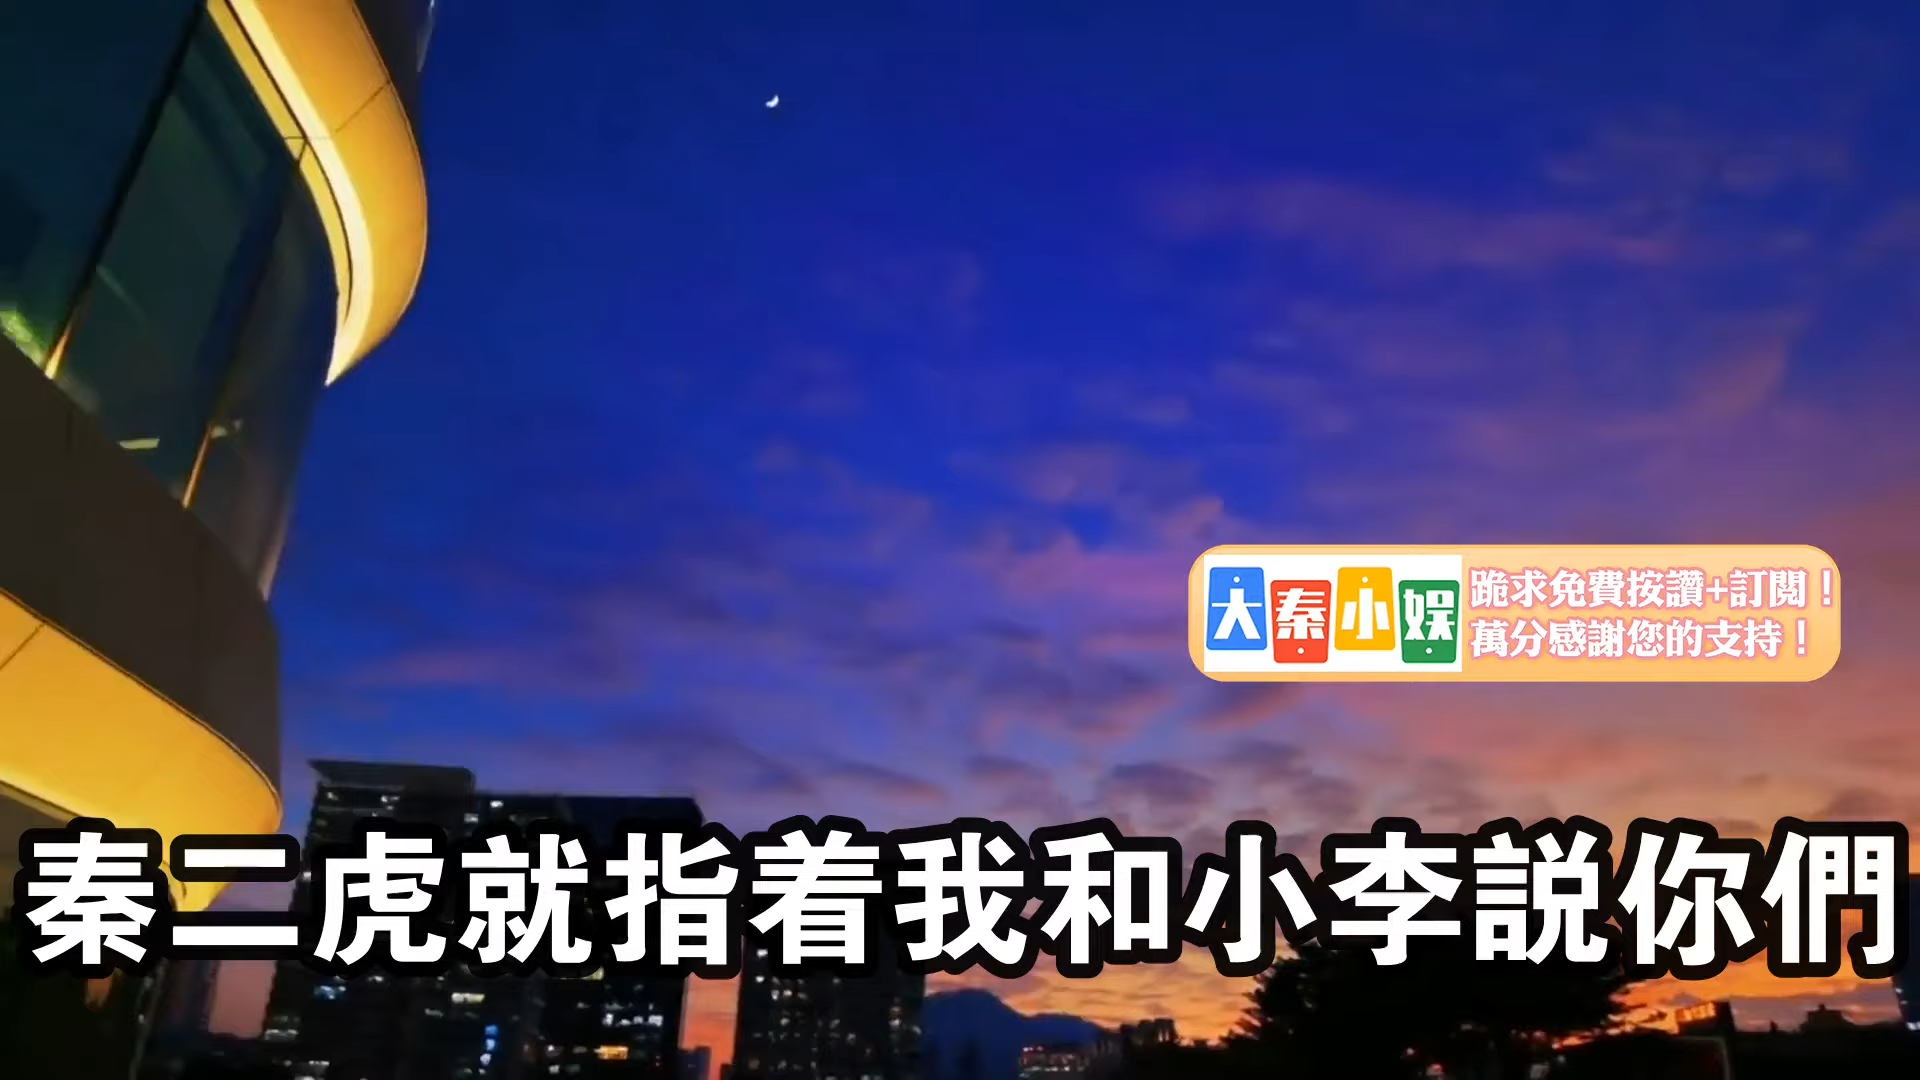 大秦小娱
跪求免費按讚+訂閱！
萬分感謝您的支持！
秦二虎就指着我和小李説你們